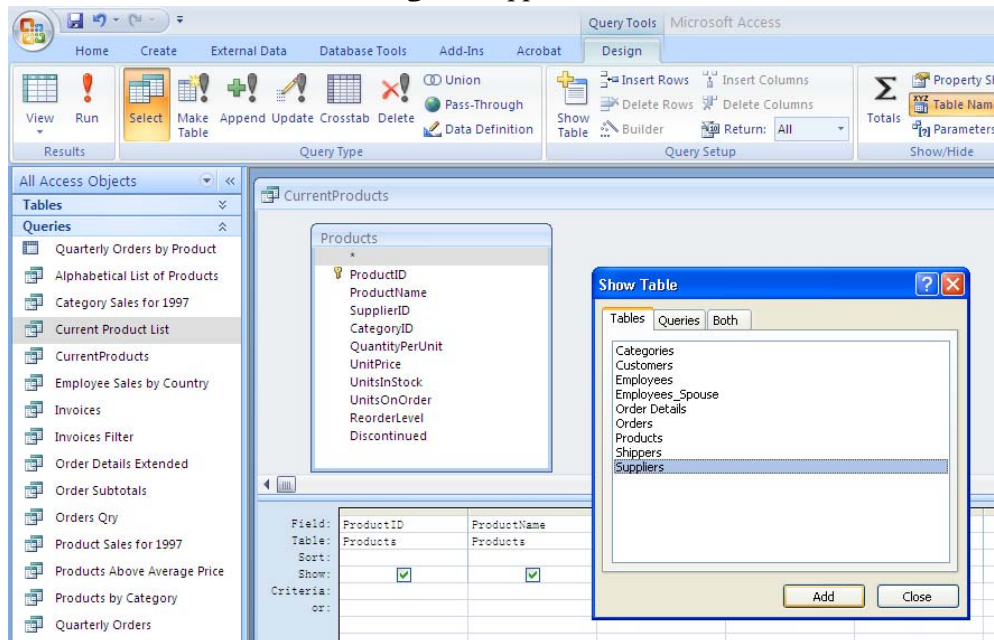 Query Tools Microsoft Access
Home Create External Data Database Tools Add-Ins Acrobat Design
View
Run
Select
Make Table
Append
Update
Crosstab
Delete
Union
Pass-Through
Data Definition
Show Table
Insert Rows
Delete Rows
Builder
Insert Columns
Delete Columns
Return: All
Totals
Property S
Table Nam
Parameters
Results
Query Type
Query Setup
Show/Hide
All Access Objects
Tables
Queries
Quarterly Orders by Product
Alphabetical List of Products
Category Sales for 1997
Current Product List
CurrentProducts
Employee Sales by Country
Invoices
Invoices Filter
Order Details Extended
Order Subtotals
Orders Qry
Product Sales for 1997
Products Above Average Price
Products by Category
Quarterly Orders
CurrentProducts
Products
*
ProductID
ProductName
SupplierID
CategoryID
QuantityPerUnit
UnitPrice
UnitsInStock
UnitsOnOrder
ReorderLevel
Discontinued
Field: ProductID ProductName
Table: Products Products
Sort:
Show:
Criteria:
or:
Show Table
Tables Queries Both
Categories
Customers
Employees
Employees_Spouse
Order Details
Orders
Products
Shippers
Suppliers
Add Close